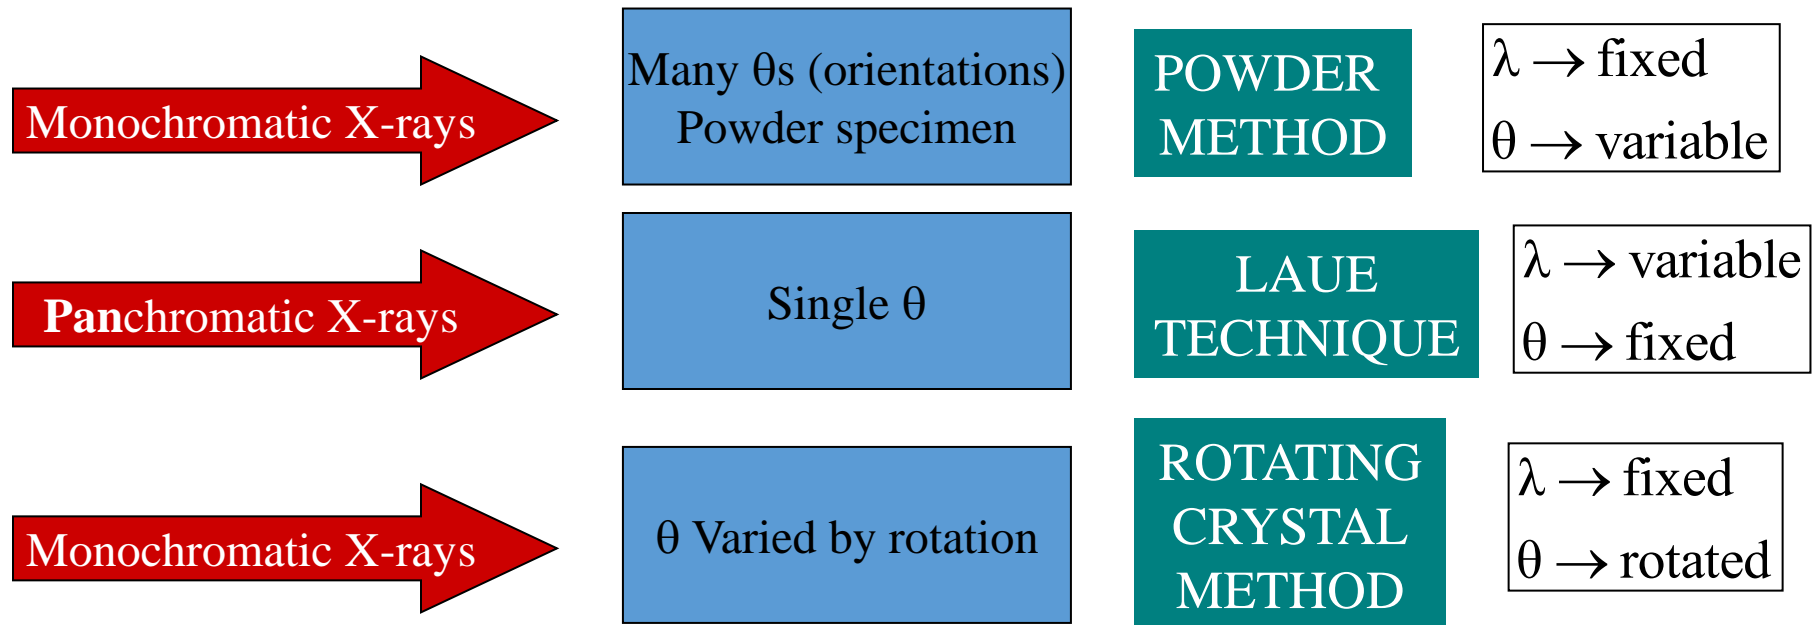 Monochromatic X-rays
Many θs (orientations)
Powder specimen
POWDER
METHOD
λ → fixed
θ → variable
Panchromatic X-rays
Single θ
LAUE
TECHNIQUE
λ → variable
θ → fixed
Monochromatic X-rays
θ Varied by rotation
ROTATING
CRYSTAL
METHOD
λ → fixed
θ → rotated